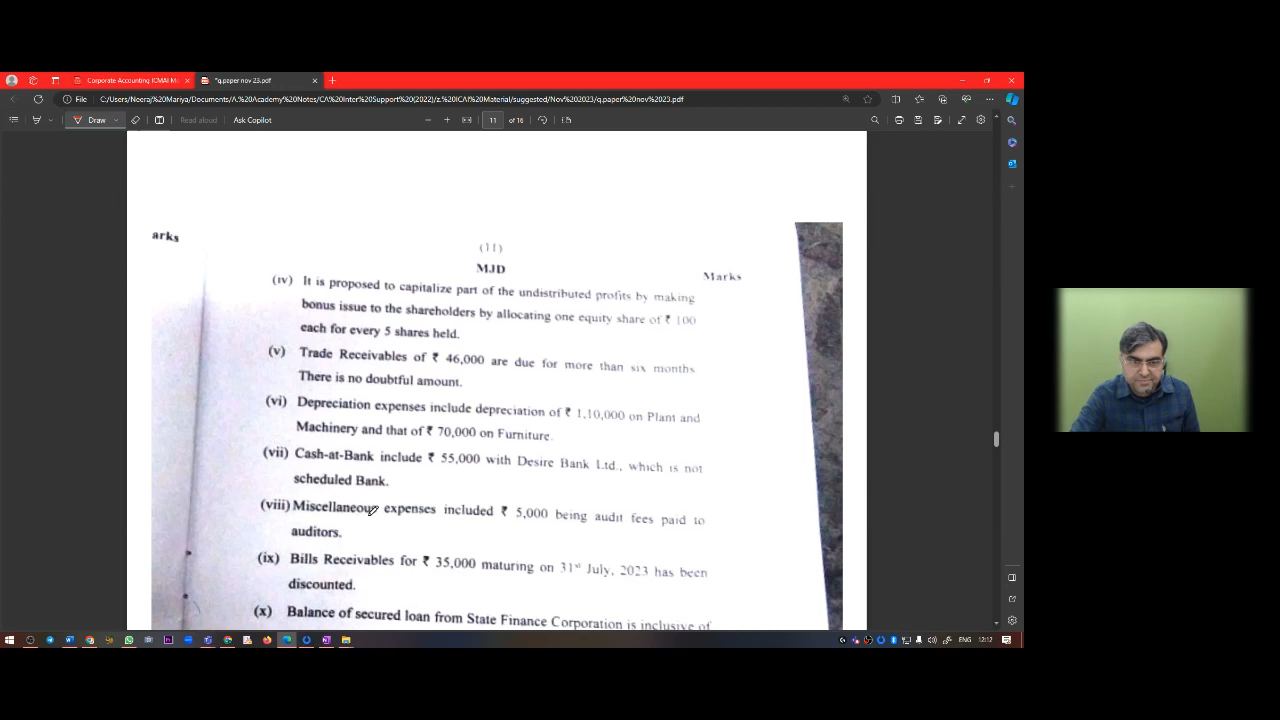 Corporate Accounting ICMAI M
*q.paper nov 23.pdf
File
C:/Users/Neeraj%20Mariya/Documents/A.%20Academy%20Notes/CA%20Inter%20Support%20(2022)/z.%20ICAI%20Material/suggested/Nov%202023/q.paper%20nov%2023.pdf
Draw
Read aloud
Ask Copilot
11 of 16
arks
(11)
MJD
Marks
(iv) It is proposed to capitalize part of the undistributed profits by making
bonus issue to the shareholders by allocating one equity share of ₹ 100
each for every 5 shares held.
(v) Trade Receivables of ₹ 46,000 are due for more than six months
There is no doubtful amount.
(vi) Depreciation expenses include depreciation of ₹ 1,10,000 on Plant and
Machinery and that of ₹ 70,000 on Furniture.
(vii) Cash-at-Bank include ₹ 55,000 with Desire Bank Ltd., which is not
scheduled Bank.
(viii) Miscellaneous expenses included ₹ 5,000 being audit fees paid to
auditors.
(ix) Bills Receivables for ₹ 35,000 maturing on 31st July, 2023 has been
discounted.
(x) Balance of secured loan from State Finance Corporation is inclusive of
ENG
12:12